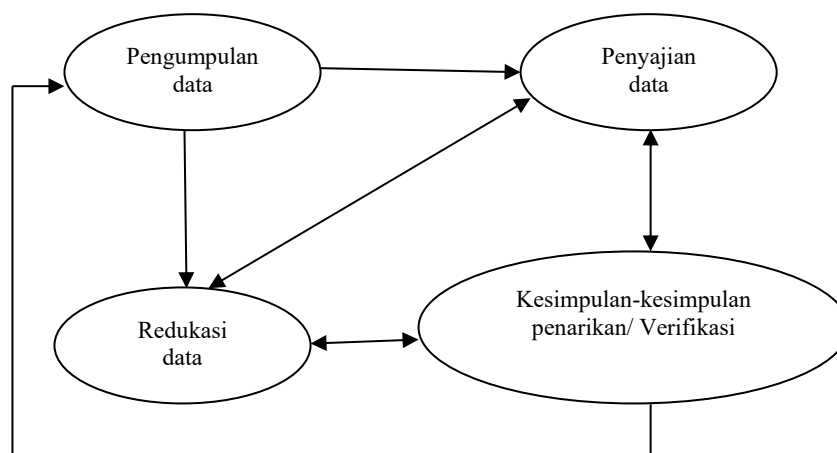 Pengumpulan
data
Penyajian
data
Redukasi
data
Kesimpulan-kesimpulan
penarikan/ Verifikasi